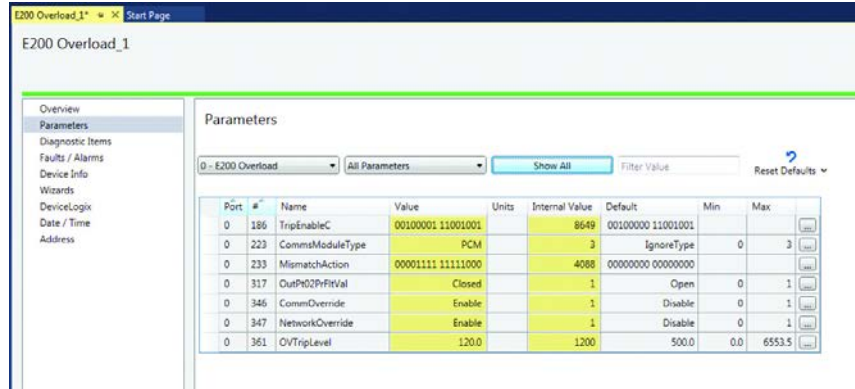 E200 Overload_1* Start Page
E200 Overload_1
Overview
Parameters
Diagnostic Items
Faults / Alarms
Device Info
Wizards
DeviceLogix
Date / Time
Address
Parameters
0 - E200 Overload All Parameters Show All Filter Value Reset Defaults
Port # Name Value Units Internal Value Default Min Max
0 186 TripEnableC 00100001 11001001 8649 00100000 11001001 ...
0 223 CommsModuleType PCM 3 IgnoreType 0 3 ...
0 233 MismatchAction 00001111 11111000 4088 00000000 00000000 ...
0 317 OutPt02PrFltVal Closed 1 Open 0 1 ...
0 346 CommOverride Enable 1 Disable 0 1 ...
0 347 NetworkOverride Enable 1 Disable 0 1 ...
0 361 OVTripLevel 120.0 1200 500.0 0.0 6553.5 ...